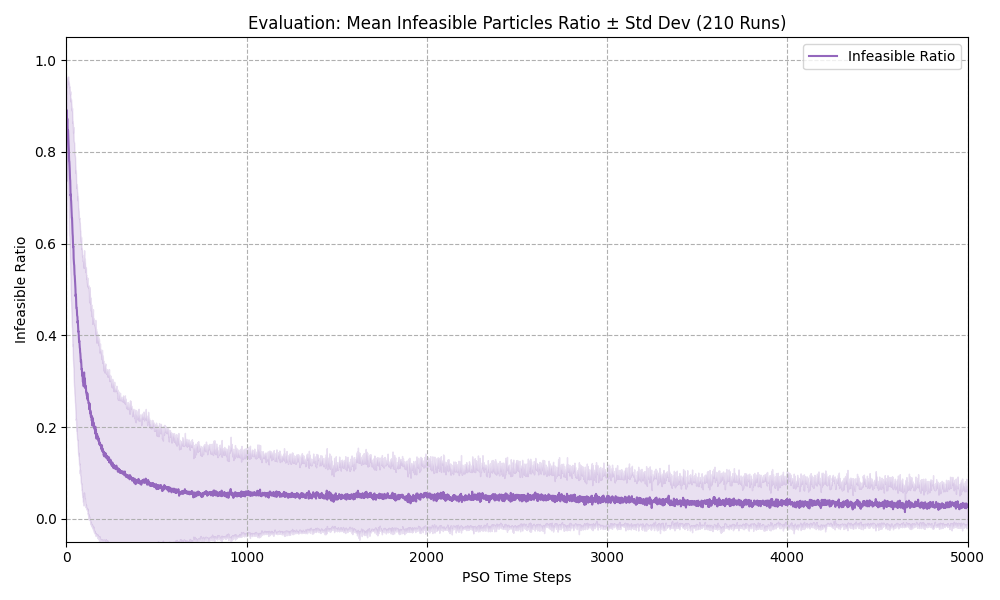 Evaluation: Mean Infeasible Particles Ratio ± Std Dev (210 Runs)
Infeasible Ratio
1.0
0.8
0.6
0.4
0.2
0.0
Infeasible Ratio
0 1000 2000 3000 4000 5000
PSO Time Steps